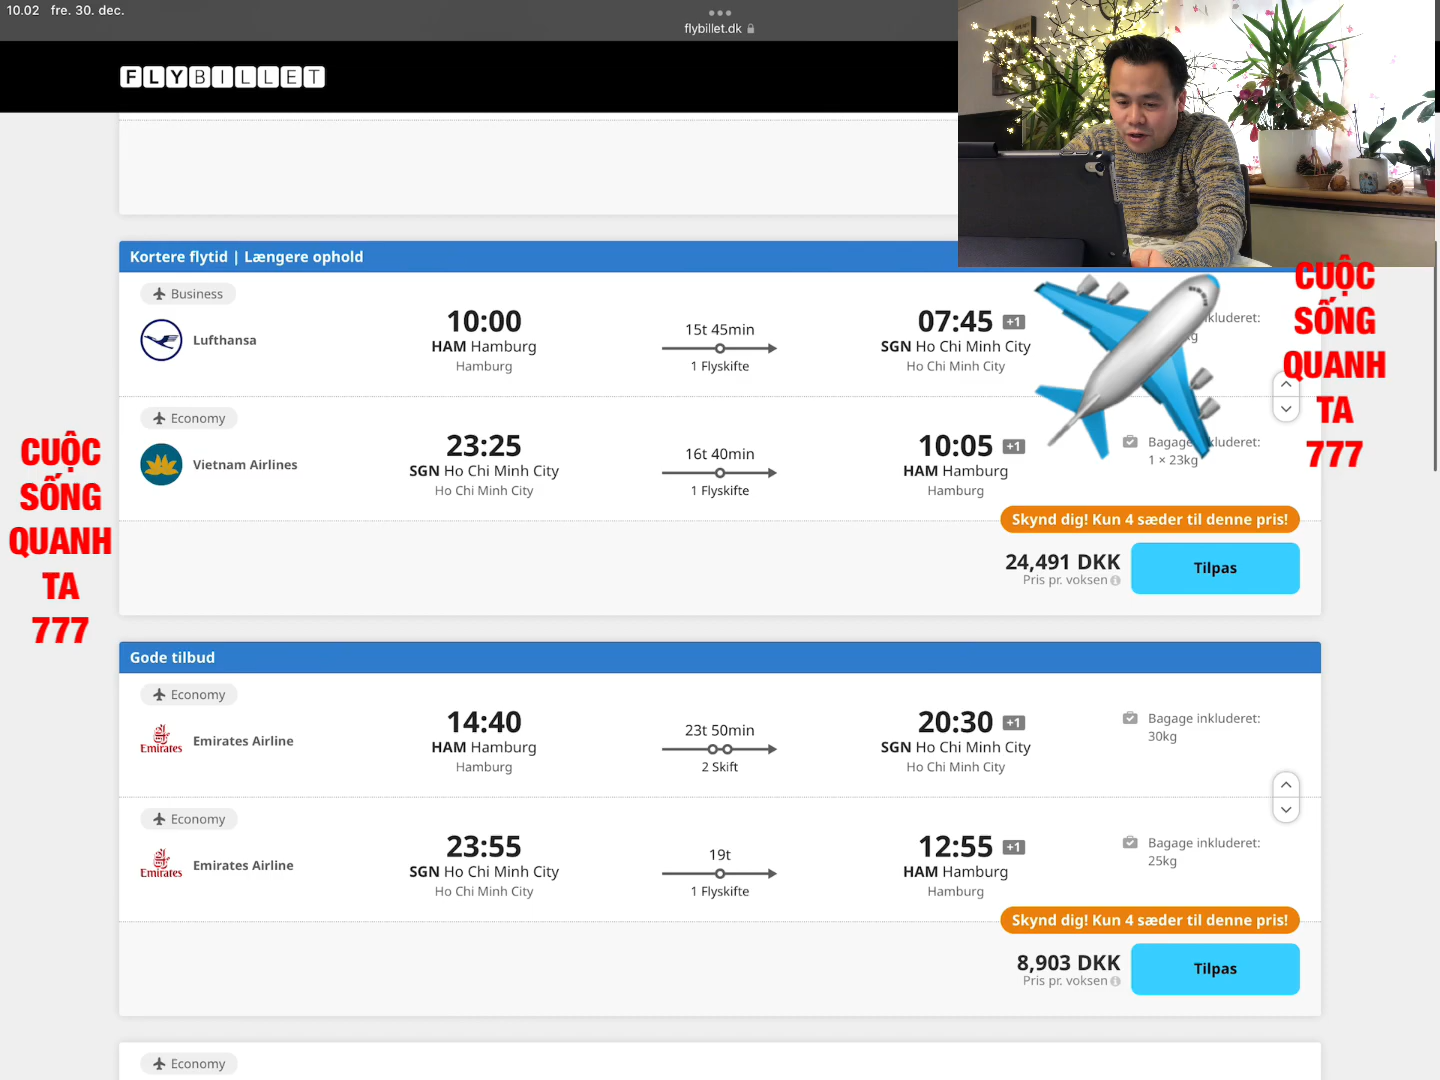 10.02 fre. 30. dec.
flybillet.dk
FLYBILLET
Kortere flytid | Længere ophold
Business
Lufthansa
10:00
HAM Hamburg
Hamburg
15t 45min
1 Flyskifte
07:45 +1
SGN Ho Chi Minh City
Ho Chi Minh City
Economy
Vietnam Airlines
23:25
SGN Ho Chi Minh City
Ho Chi Minh City
16t 40min
1 Flyskifte
10:05 +1
HAM Hamburg
Hamburg
1 × 23kg
Skynd dig! Kun 4 sæder til denne pris!
24,491 DKK
Pris pr. voksen
Tilpas
Gode tilbud
Economy
Emirates
Emirates Airline
14:40
HAM Hamburg
Hamburg
23t 50min
2 Skift
20:30 +1
SGN Ho Chi Minh City
Ho Chi Minh City
Bagage inkluderet:
30kg
Economy
Emirates
Emirates Airline
23:55
SGN Ho Chi Minh City
Ho Chi Minh City
19t
1 Flyskifte
12:55 +1
HAM Hamburg
Hamburg
Bagage inkluderet:
25kg
Skynd dig! Kun 4 sæder til denne pris!
8,903 DKK
Pris pr. voksen
Tilpas
Economy
CUỘC
SỐNG
QUANH
TA
777
CUỘC
SỐNG
QUANH
TA
777